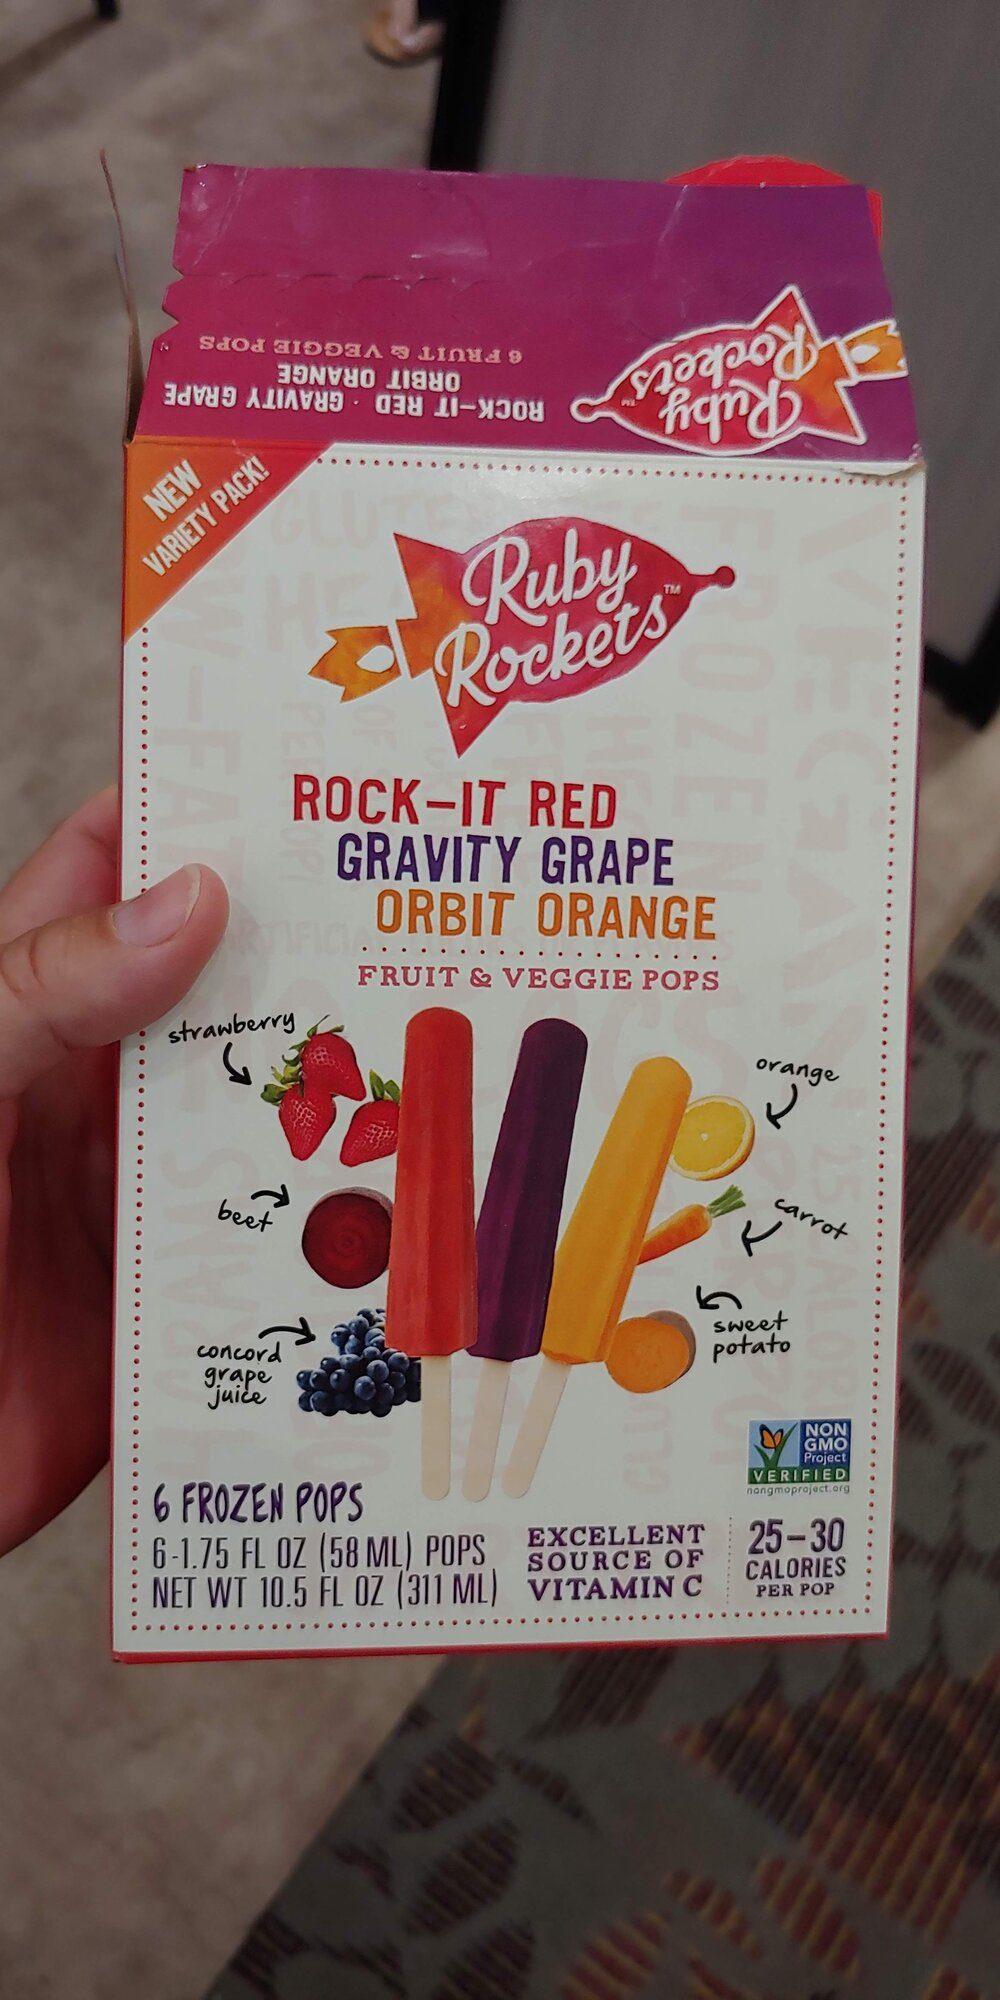 6 FRUIT & VEGGIE POPS
ROCK-IT RED · GRAVITY GRAPE
ORBIT ORANGE
Ruby
Rockets™
NEW
VARIETY PACK!
Ruby
Rockets™
ROCK-IT RED
GRAVITY GRAPE
ORBIT ORANGE
FRUIT & VEGGIE POPS
strawberry
beet
concord
grape
juice
orange
carrot
sweet
potato
NON
GMO
Project
VERIFIED
nongmoproject.org
6 FROZEN POPS
6-1.75 FL OZ (58 ML) POPS
NET WT 10.5 FL OZ (311 ML)
EXCELLENT
SOURCE OF
VITAMIN C
25-30
CALORIES
PER POP